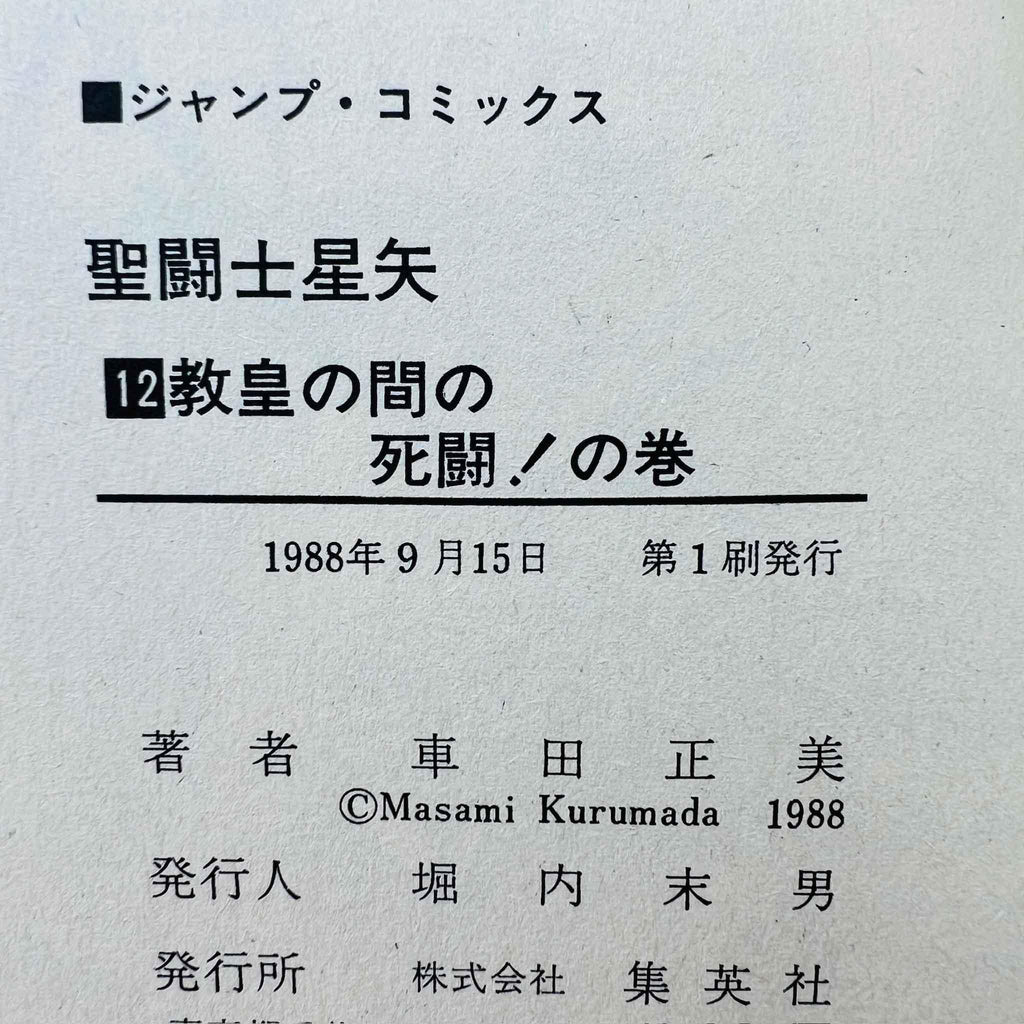 ■ジャンプ・コミックス
聖闘士星矢
12教皇の間の
死闘!の巻
1988年9月15日 第1刷発行
著者 車田正美
©Masami Kurumada 1988
発行人 堀内末男
発行所 株式会社 集英社